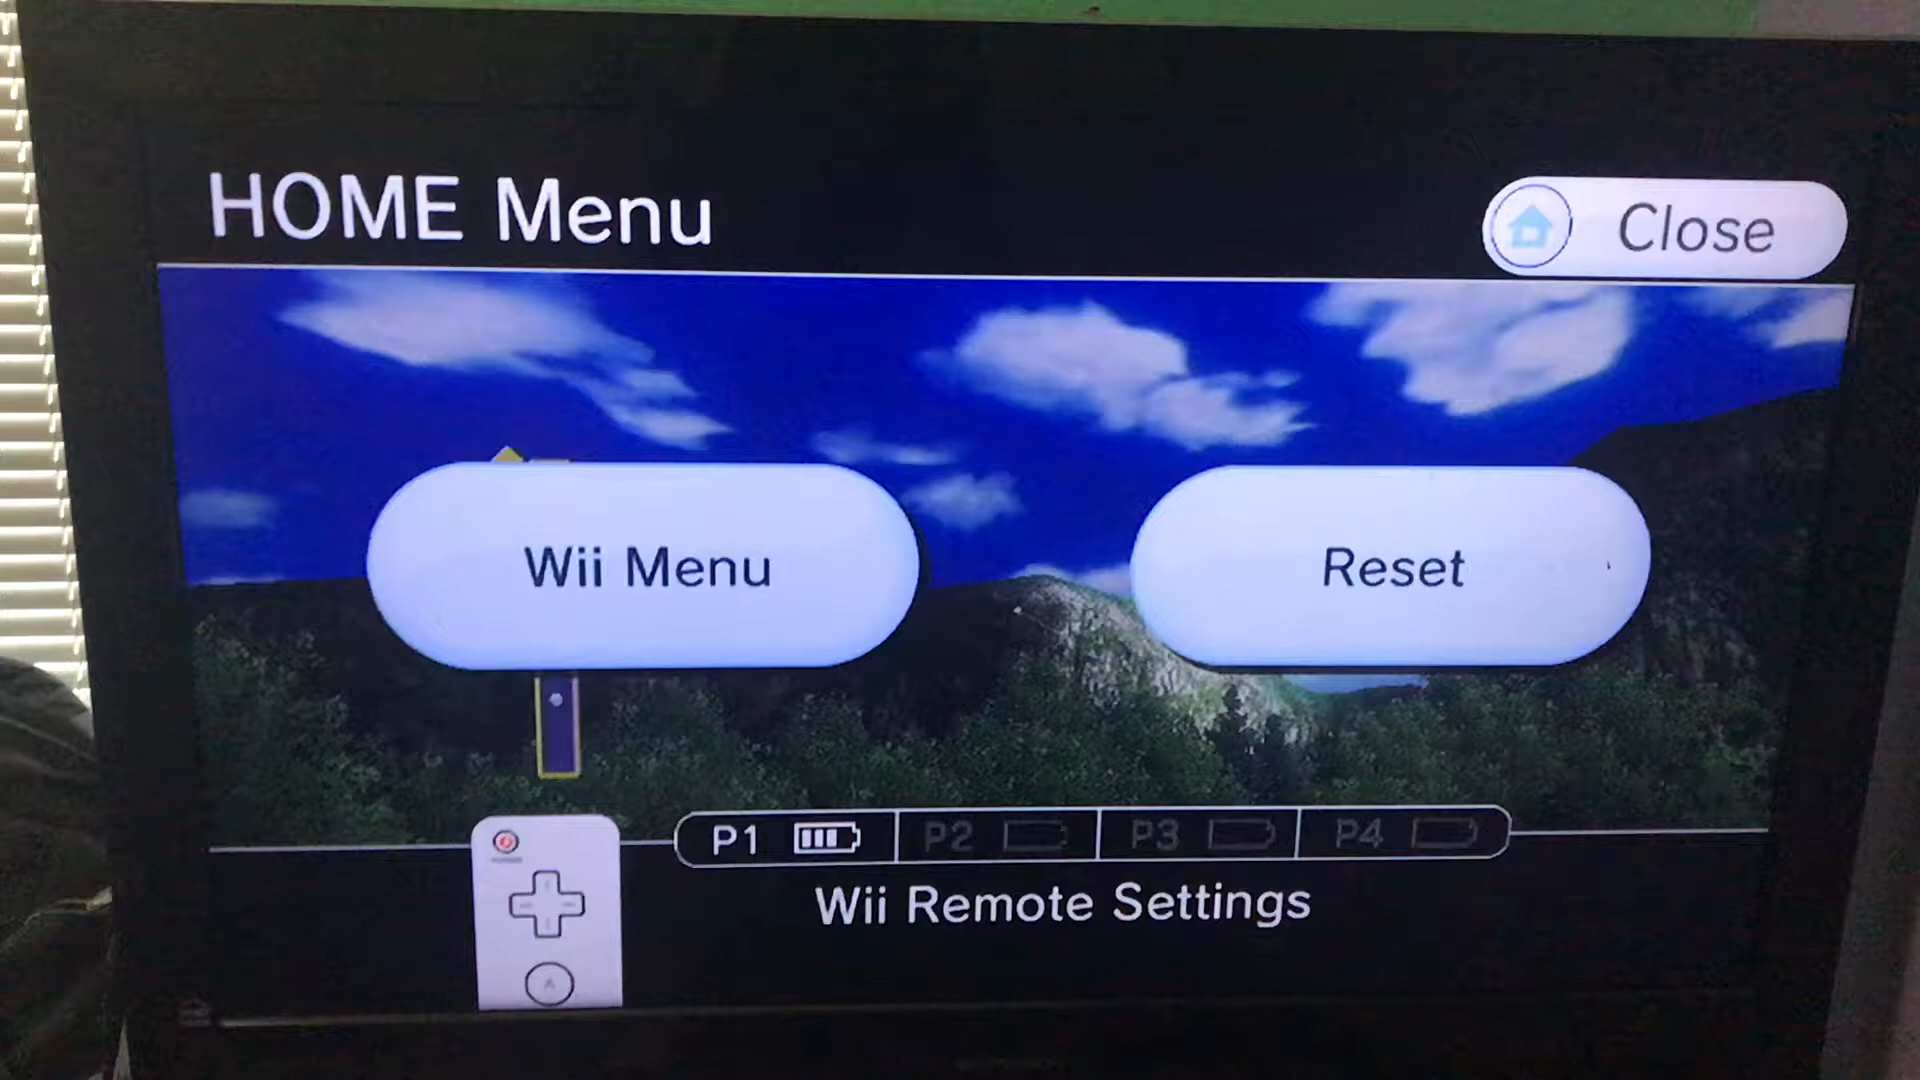 HOME Menu
Close
Wii Menu
Reset
P1
P2
P3
P4
Wii Remote Settings
A